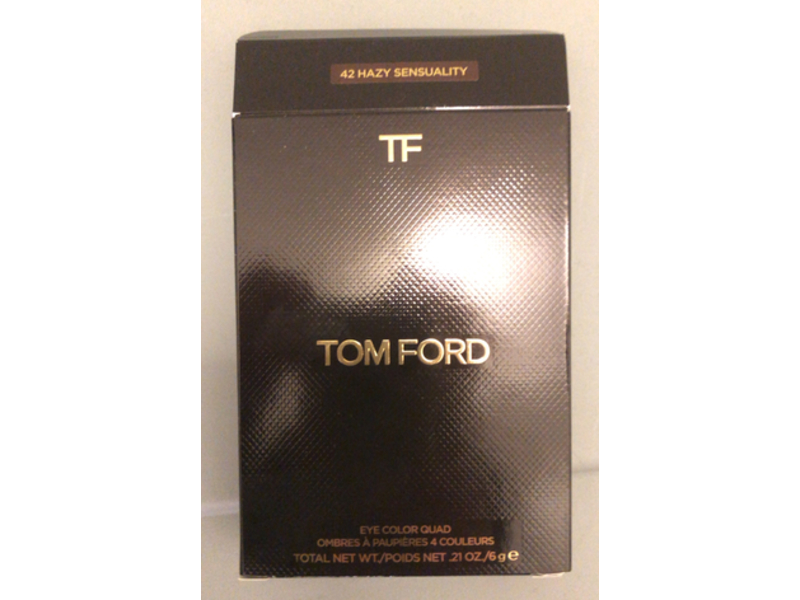 42 HAZY SENSUALITY
TF
TOM FORD
EYE COLOR QUAD
OMBRES À PAUPIÈRES 4 COULEURS
TOTAL NET WT./POIDS NET .21 OZ./6 g e